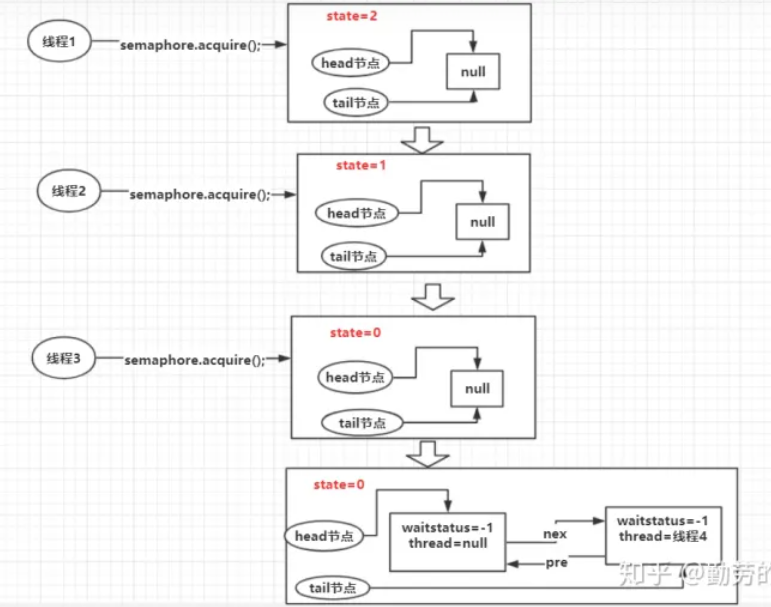 state=2
线程1
semaphore.acquire();
head节点
null
tail节点
state=1
线程2
semaphore.acquire();
head节点
null
tail节点
state=0
线程3
semaphore.acquire();
head节点
null
tail节点
state=0
head节点
waitstatus=-1
thread=null
nex
pre
waitstatus=-1
thread=线程4
tail节点
知乎 @勤劳的